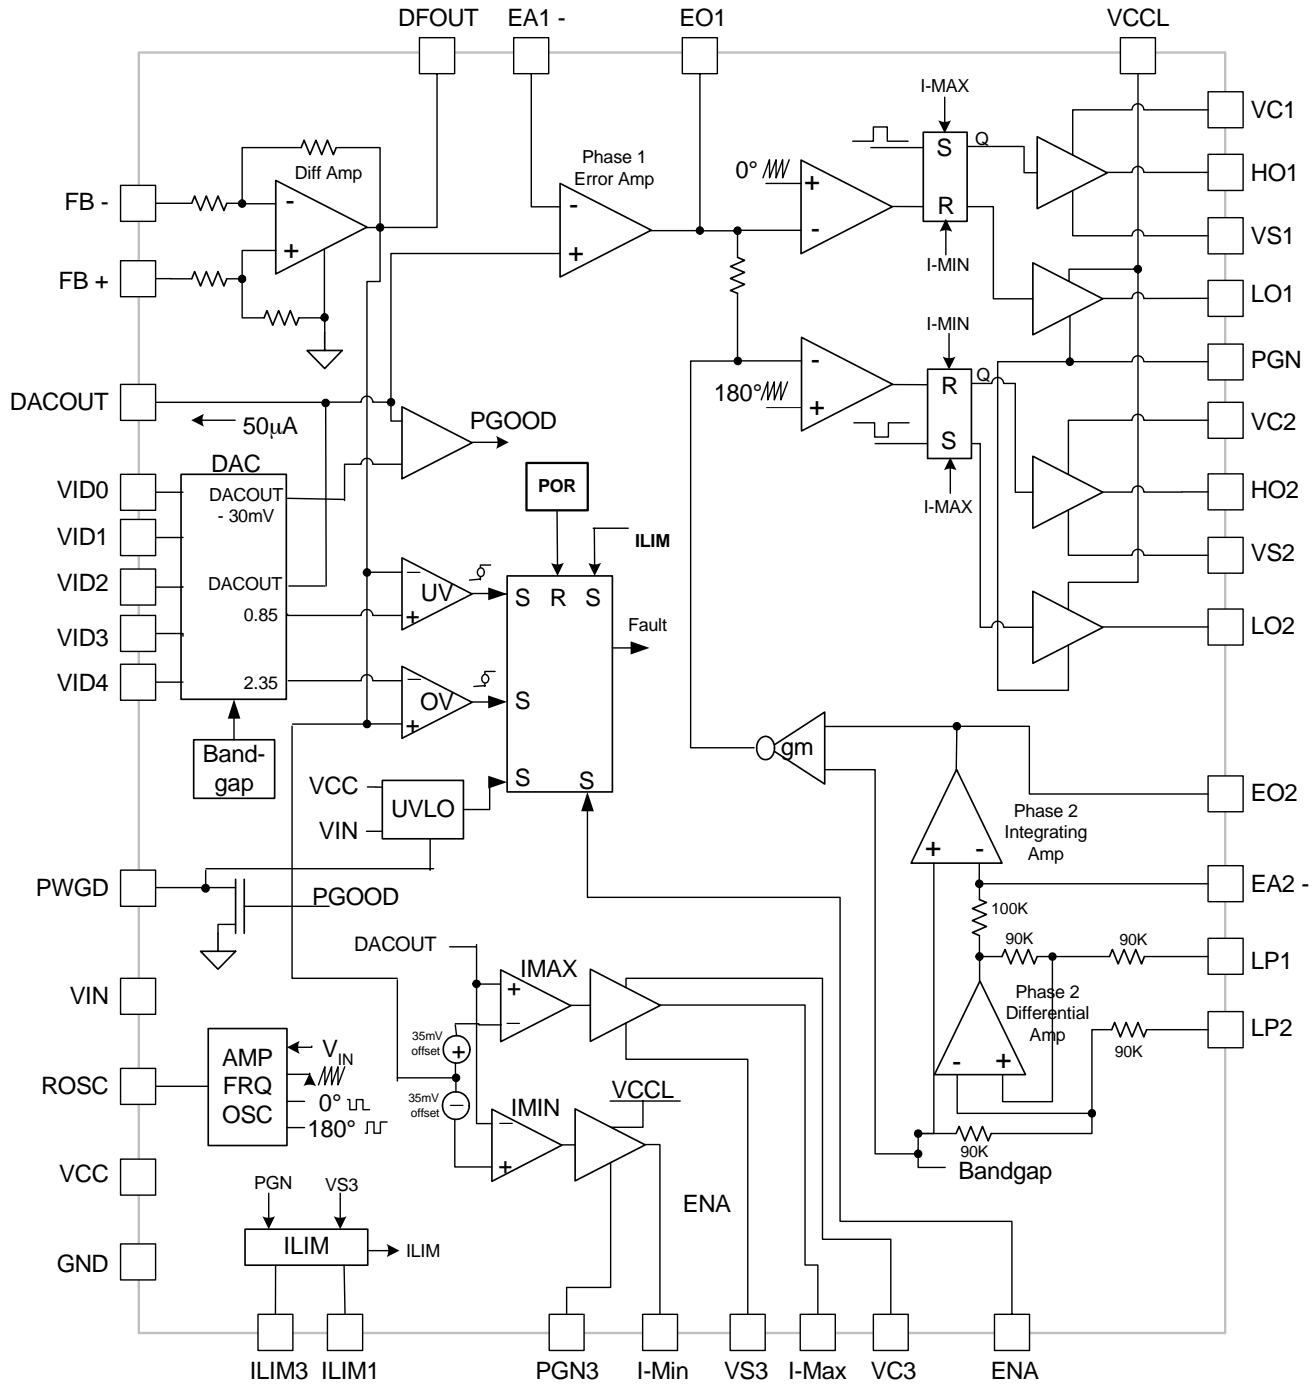 DFOUT
EA1 -
EO1
VCCL
I-MAX
VC1
Diff Amp
Phase 1
Error Amp
S
Q
0°
+
-
R
FB -
-
+
-
+
HO1
FB +
VS1
I-MIN
LO1
I-MIN
PGN
-
180°
+
R
Q
S
DACOUT
50µA
PGOOD
VC2
DAC
I-MAX
VID0
DACOUT
- 30mV
POR
HO2
VID1
ILIM
VS2
VID2
DACOUT
0.85
–
UV
+
S
R
S
Fault
LO2
VID3
VID4
2.35
–
OV
+
S
Band-
gap
gm
VCC
UVLO
VIN
S
S
EO2
Phase 2
Integrating
Amp
+
-
PWGD
PGOOD
EA2 -
100K
DACOUT
90K
90K
LP1
IMAX
+
–
VIN
Phase 2
Differential
Amp
LP2
35mV
offset
+
90K
-
+
ROSC
AMP
FRQ
OSC
VIN
0°
180°
35mV
offset
–
VCCL
IMIN
–
+
90K
Bandgap
VCC
PGN
VS3
ENA
ILIM
ILIM
GND
ILIM3
ILIM1
PGN3
I-Min
VS3
I-Max
VC3
ENA